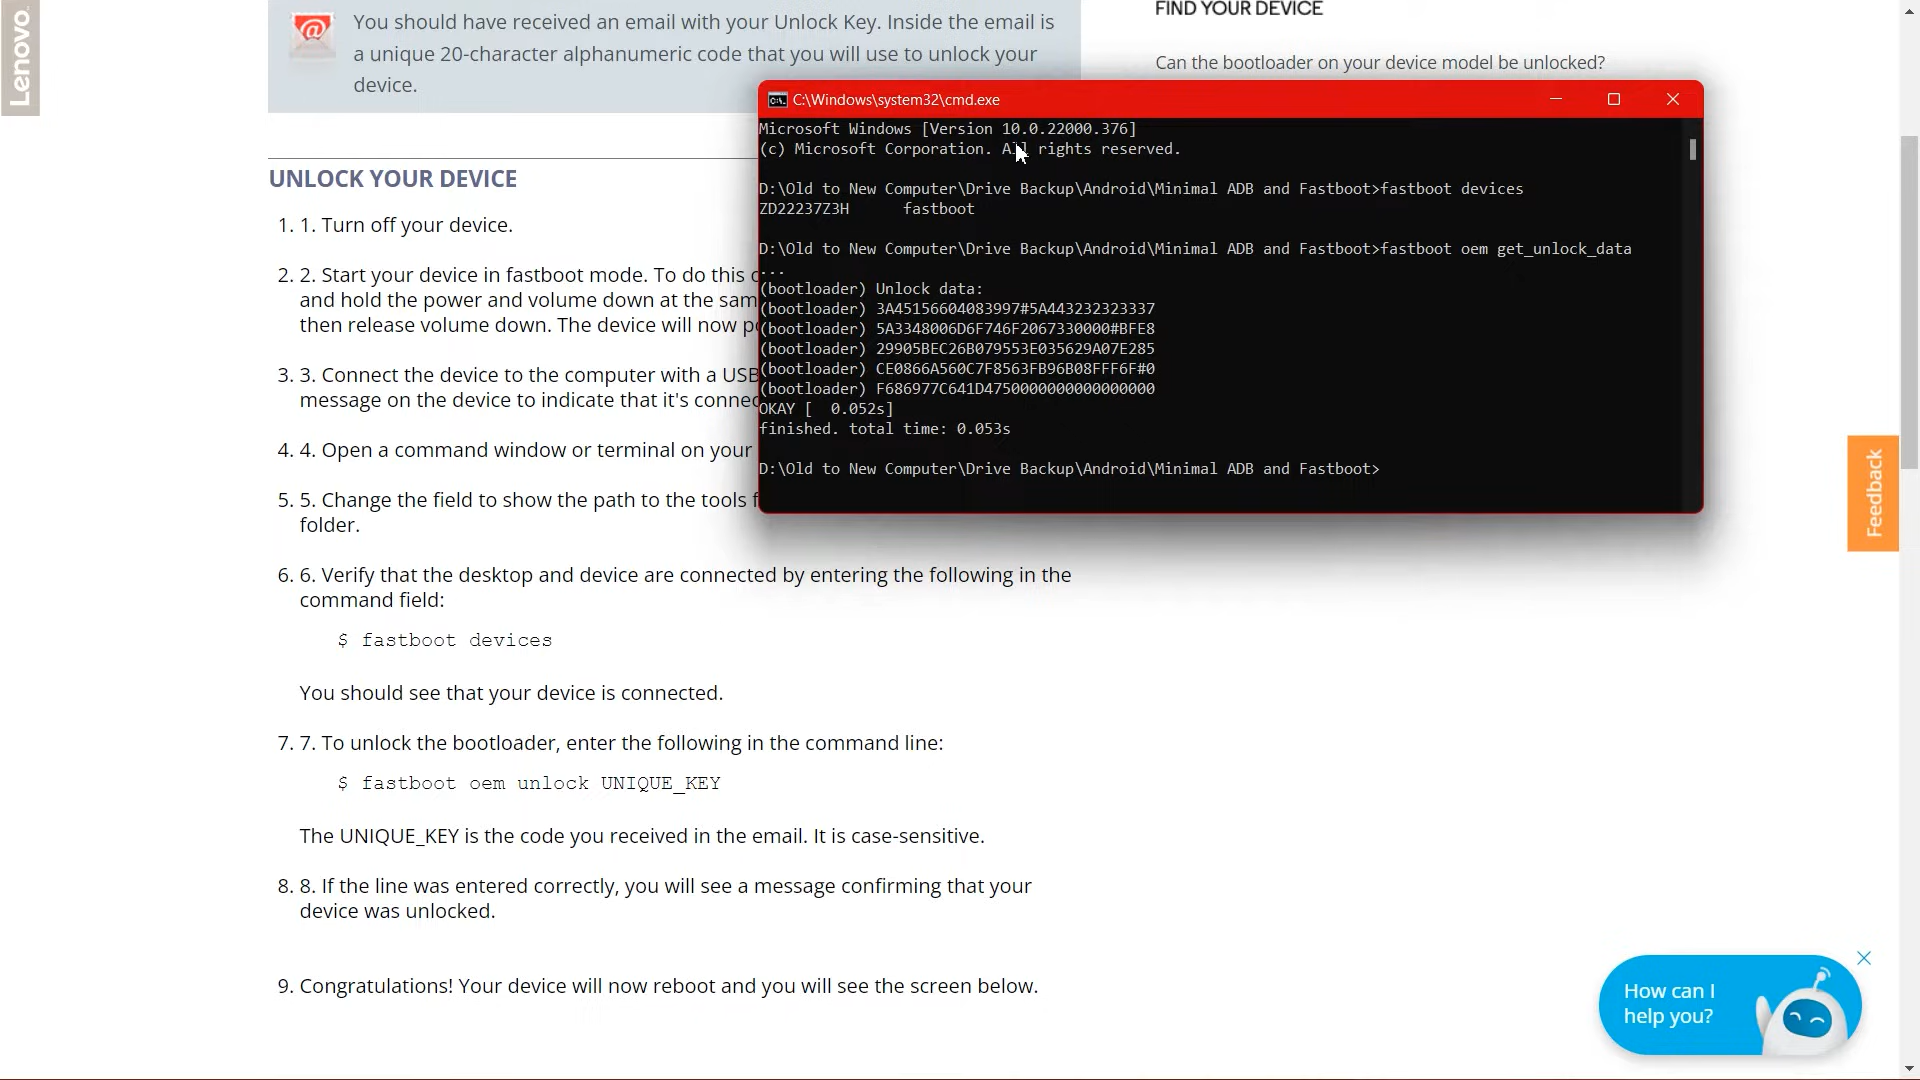 Lenovo
You should have received an email with your Unlock Key. Inside the email is
a unique 20-character alphanumeric code that you will use to unlock your
device.
UNLOCK YOUR DEVICE
1. 1. Turn off your device.
2. 2. Start your device in fastboot mode. To do this
and hold the power and volume down at the sam
then release volume down. The device will now p
3. 3. Connect the device to the computer with a USB
message on the device to indicate that it's connec
4. 4. Open a command window or terminal on your
5. 5. Change the field to show the path to the tools f
folder.
6. 6. Verify that the desktop and device are connected by entering the following in the
command field:
$ fastboot devices
You should see that your device is connected.
7. 7. To unlock the bootloader, enter the following in the command line:
$ fastboot oem unlock UNIQUE_KEY
The UNIQUE_KEY is the code you received in the email. It is case-sensitive.
8. 8. If the line was entered correctly, you will see a message confirming that your
device was unlocked.
9. Congratulations! Your device will now reboot and you will see the screen below.
FIND YOUR DEVICE
Can the bootloader on your device model be unlocked?
C:\Windows\system32\cmd.exe
Microsoft Windows [Version 10.0.22000.376]
(c) Microsoft Corporation. All rights reserved.
D:\Old to New Computer\Drive Backup\Android\Minimal ADB and Fastboot>fastboot devices
ZD22237Z3H fastboot
D:\Old to New Computer\Drive Backup\Android\Minimal ADB and Fastboot>fastboot oem get_unlock_data
...
(bootloader) Unlock data:
(bootloader) 3A45156604083997#5A443232323337
(bootloader) 5A3348006D6F746F2067330000#BFE8
(bootloader) 29905BEC26B079553E035629A07E285
(bootloader) CE0866A560C7F8563FB96B08FFF6F#0
(bootloader) F686977C641D4750000000000000000
OKAY [ 0.052s]
finished. total time: 0.053s
D:\Old to New Computer\Drive Backup\Android\Minimal ADB and Fastboot>
Feedback
How can I
help you?